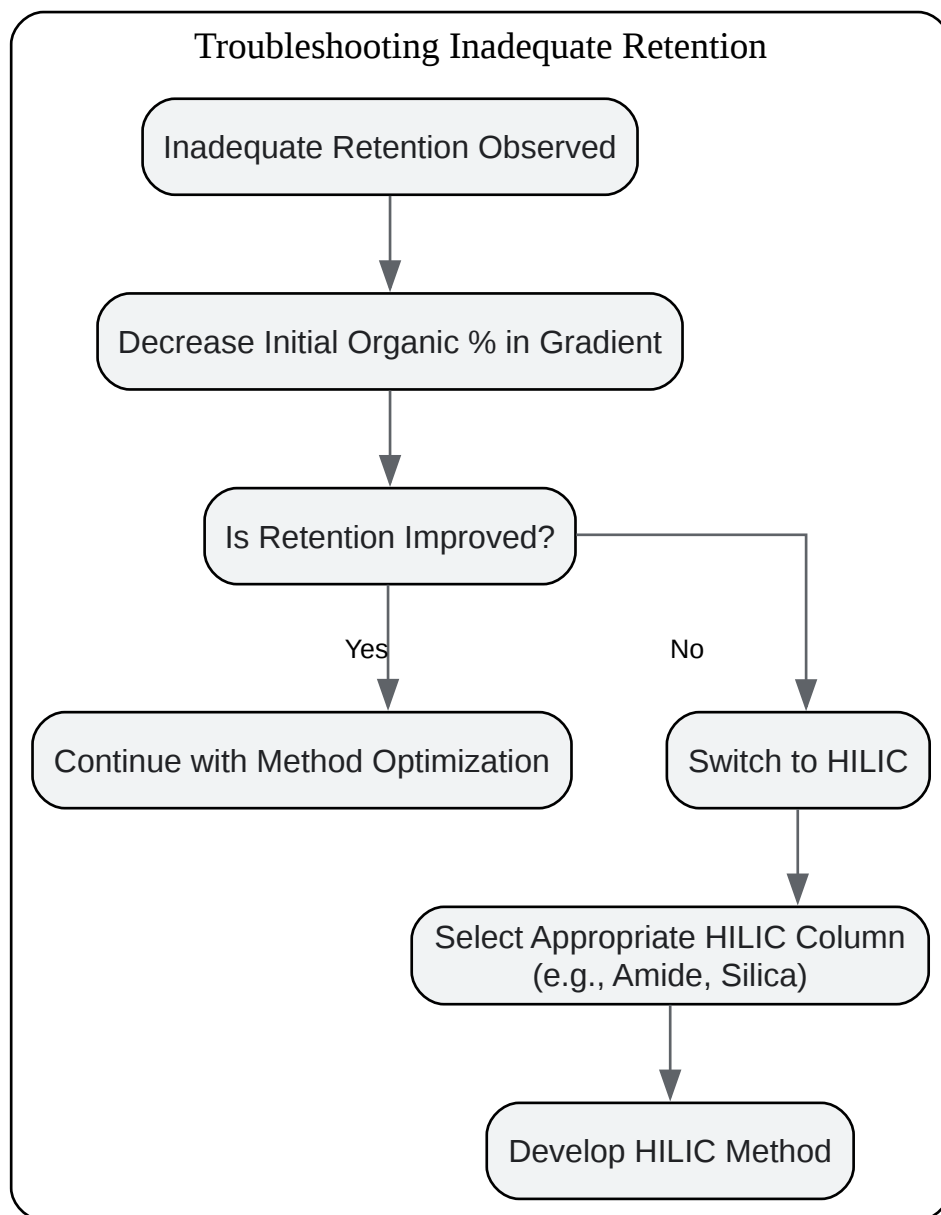 Troubleshooting Inadequate Retention
Inadequate Retention Observed
Decrease Initial Organic % in Gradient
Is Retention Improved?
Yes
No
Continue with Method Optimization
Switch to HILIC
Select Appropriate HILIC Column
(e.g., Amide, Silica)
Develop HILIC Method